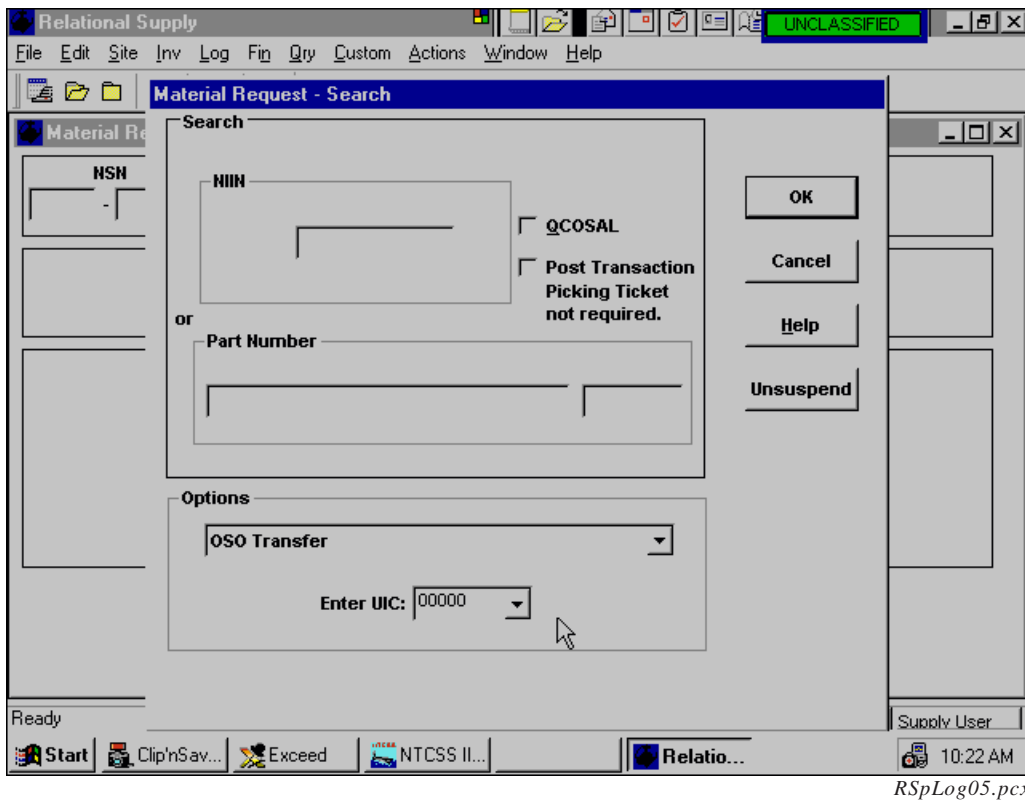 Relational Supply
UNCLASSIFIED
File Edit Site Inv Log Fin Qry Custom Actions Window Help
Material Request - Search
Material Re
NSN
-
Search
NIIN
QCOSAL
Post Transaction
Picking Ticket
not required.
or
Part Number
OK
Cancel
Help
Unsuspend
Options
OSO Transfer
Enter UIC: 00000
Ready
Supply User
Start Clip'nSav... Exceed NTCSS II... Relatio... 10:22 AM
RSpLog05.pcx